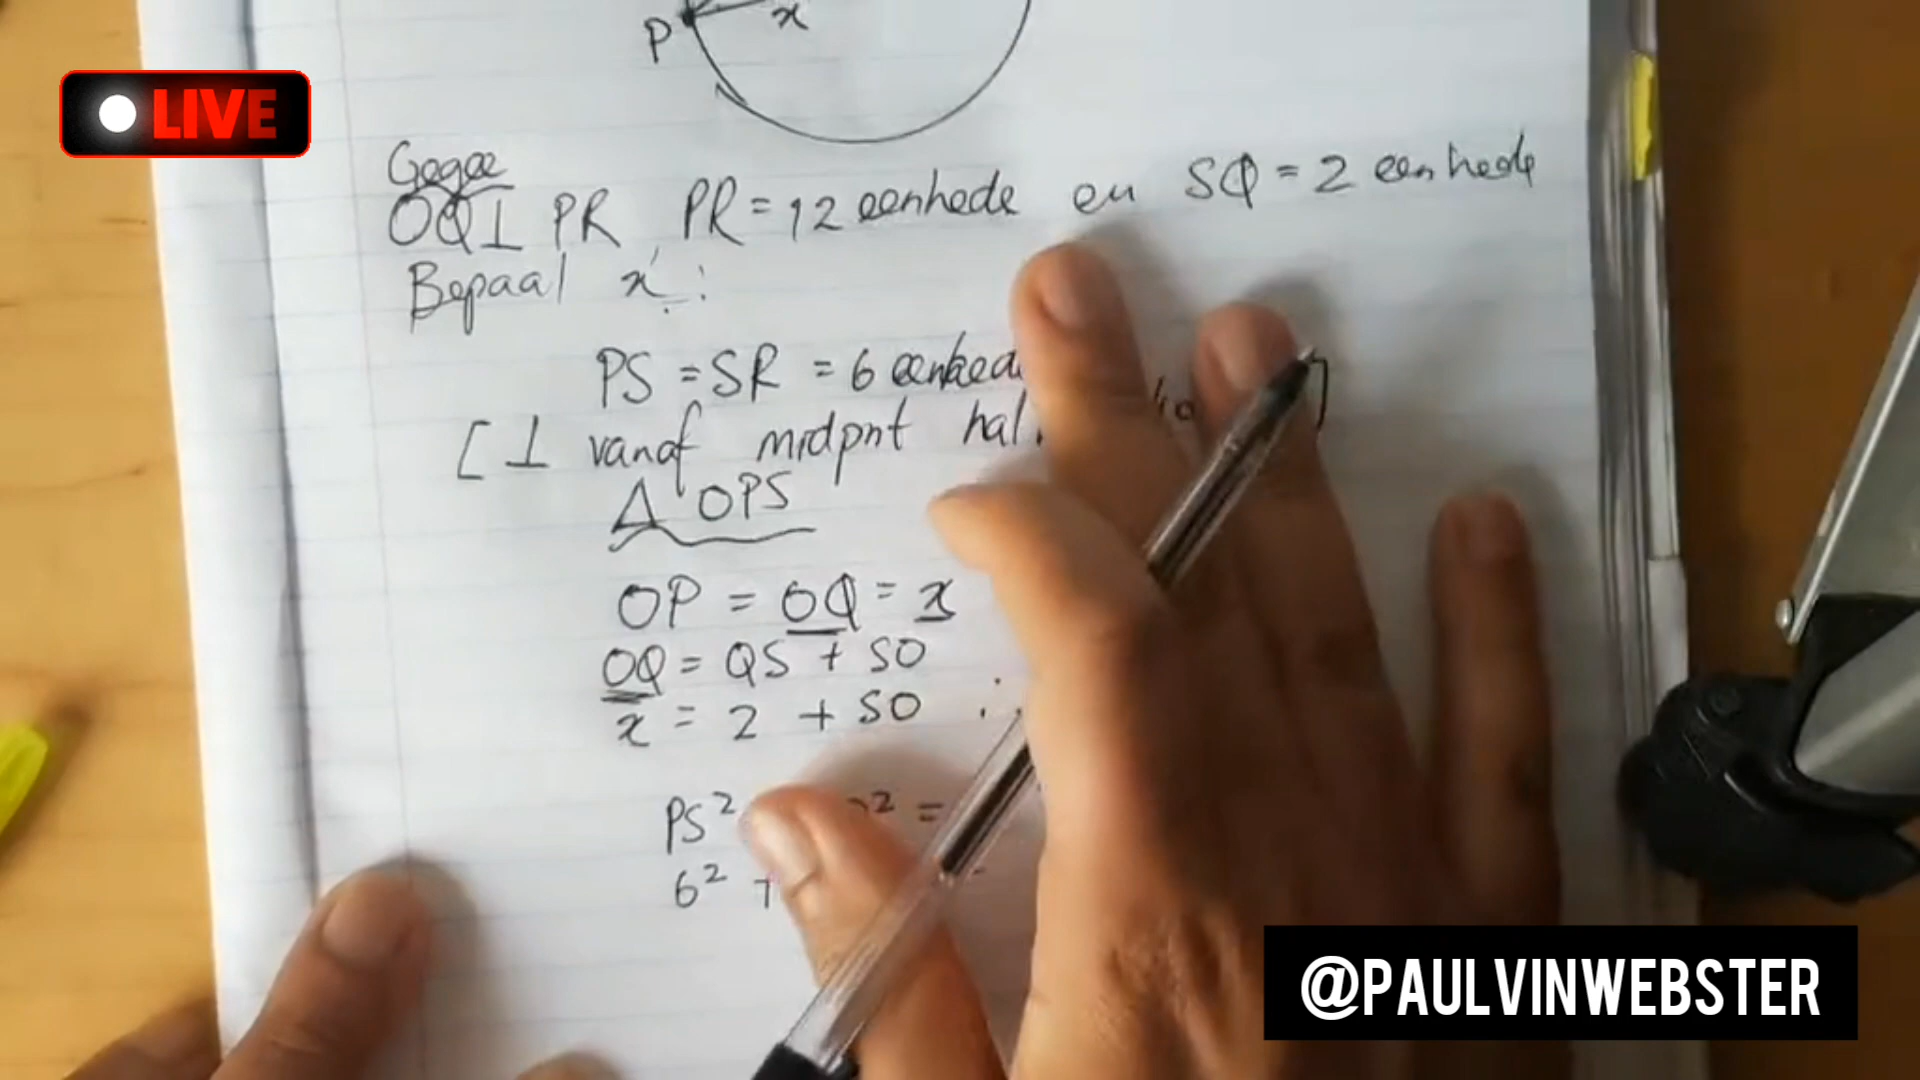 P x
LIVE
Gegee
OQ⊥ PR, PR = 12 eenhede en SQ = 2 eenhede
Bepaal x:
PS = SR = 6
[ ⊥ vanaf midpnt ]
Δ OPS
OP = OQ = x
OQ = QS + SO
x = 2 + SO ∴
PS² ² =
6² +
@PAULVINWEBSTER